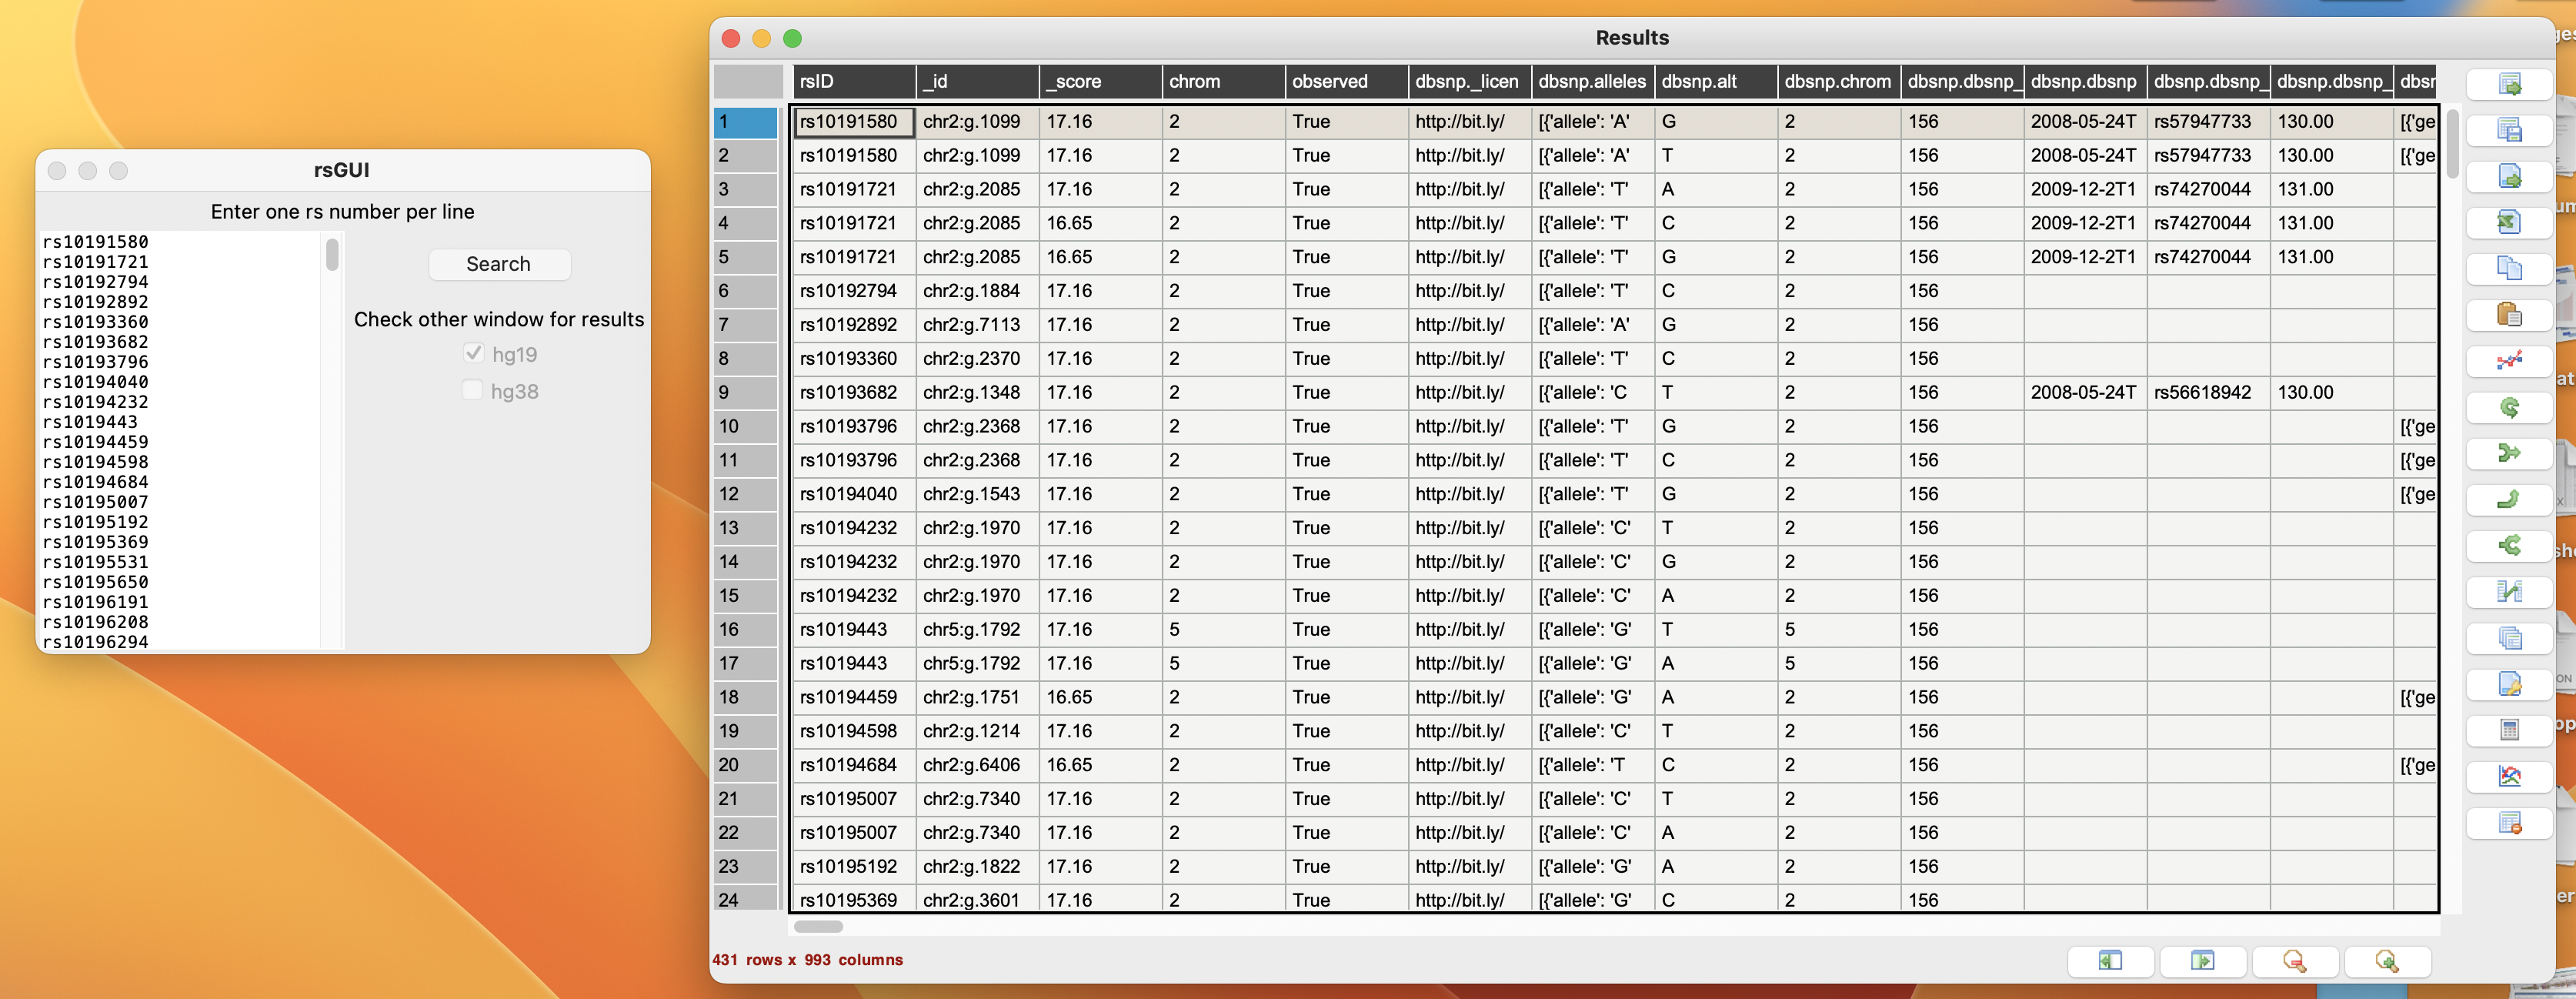 rsGUI
Enter one rs number per line
rs10191580
rs10191721
rs10192794
rs10192892
rs10193360
rs10193682
rs10193796
rs10194040
rs10194232
rs1019443
rs10194459
rs10194598
rs10194684
rs10195007
rs10195192
rs10195369
rs10195531
rs10195650
rs10196191
rs10196208
rs10196294
Search
Check other window for results
hg19
hg38
Results
rsID _id _score chrom observed dbsnp._licen dbsnp.alleles dbsnp.alt dbsnp.chrom dbsnp.dbsnp_ dbsnp.dbsnp dbsnp.dbsnp_ dbsnp.dbsnp_ dbsr
1 rs10191580 chr2:g.1099 17.16 2 True http://bit.ly/ [{'allele': 'A' G 2 156 2008-05-24T rs57947733 130.00 [{'ge
2 rs10191580 chr2:g.1099 17.16 2 True http://bit.ly/ [{'allele': 'A' T 2 156 2008-05-24T rs57947733 130.00 [{'ge
3 rs10191721 chr2:g.2085 17.16 2 True http://bit.ly/ [{'allele': 'T' A 2 156 2009-12-2T1 rs74270044 131.00
4 rs10191721 chr2:g.2085 16.65 2 True http://bit.ly/ [{'allele': 'T' C 2 156 2009-12-2T1 rs74270044 131.00
5 rs10191721 chr2:g.2085 16.65 2 True http://bit.ly/ [{'allele': 'T' G 2 156 2009-12-2T1 rs74270044 131.00
6 rs10192794 chr2:g.1884 17.16 2 True http://bit.ly/ [{'allele': 'T' C 2 156
7 rs10192892 chr2:g.7113 17.16 2 True http://bit.ly/ [{'allele': 'A' G 2 156
8 rs10193360 chr2:g.2370 17.16 2 True http://bit.ly/ [{'allele': 'T' C 2 156
9 rs10193682 chr2:g.1348 17.16 2 True http://bit.ly/ [{'allele': 'C T 2 156 2008-05-24T rs56618942 130.00
10 rs10193796 chr2:g.2368 17.16 2 True http://bit.ly/ [{'allele': 'T' G 2 156 [{'ge
11 rs10193796 chr2:g.2368 17.16 2 True http://bit.ly/ [{'allele': 'T' C 2 156 [{'ge
12 rs10194040 chr2:g.1543 17.16 2 True http://bit.ly/ [{'allele': 'T' G 2 156 [{'ge
13 rs10194232 chr2:g.1970 17.16 2 True http://bit.ly/ [{'allele': 'C' T 2 156
14 rs10194232 chr2:g.1970 17.16 2 True http://bit.ly/ [{'allele': 'C' G 2 156
15 rs10194232 chr2:g.1970 17.16 2 True http://bit.ly/ [{'allele': 'C' A 2 156
16 rs1019443 chr5:g.1792 17.16 5 True http://bit.ly/ [{'allele': 'G' T 5 156
17 rs1019443 chr5:g.1792 17.16 5 True http://bit.ly/ [{'allele': 'G' A 5 156
18 rs10194459 chr2:g.1751 16.65 2 True http://bit.ly/ [{'allele': 'G' A 2 156 [{'ge
19 rs10194598 chr2:g.1214 17.16 2 True http://bit.ly/ [{'allele': 'C' T 2 156
20 rs10194684 chr2:g.6406 16.65 2 True http://bit.ly/ [{'allele': 'T C 2 156 [{'ge
21 rs10195007 chr2:g.7340 17.16 2 True http://bit.ly/ [{'allele': 'C' T 2 156
22 rs10195007 chr2:g.7340 17.16 2 True http://bit.ly/ [{'allele': 'C' A 2 156
23 rs10195192 chr2:g.1822 17.16 2 True http://bit.ly/ [{'allele': 'G' A 2 156
24 rs10195369 chr2:g.3601 17.16 2 True http://bit.ly/ [{'allele': 'G' C 2 156
431 rows x 993 columns